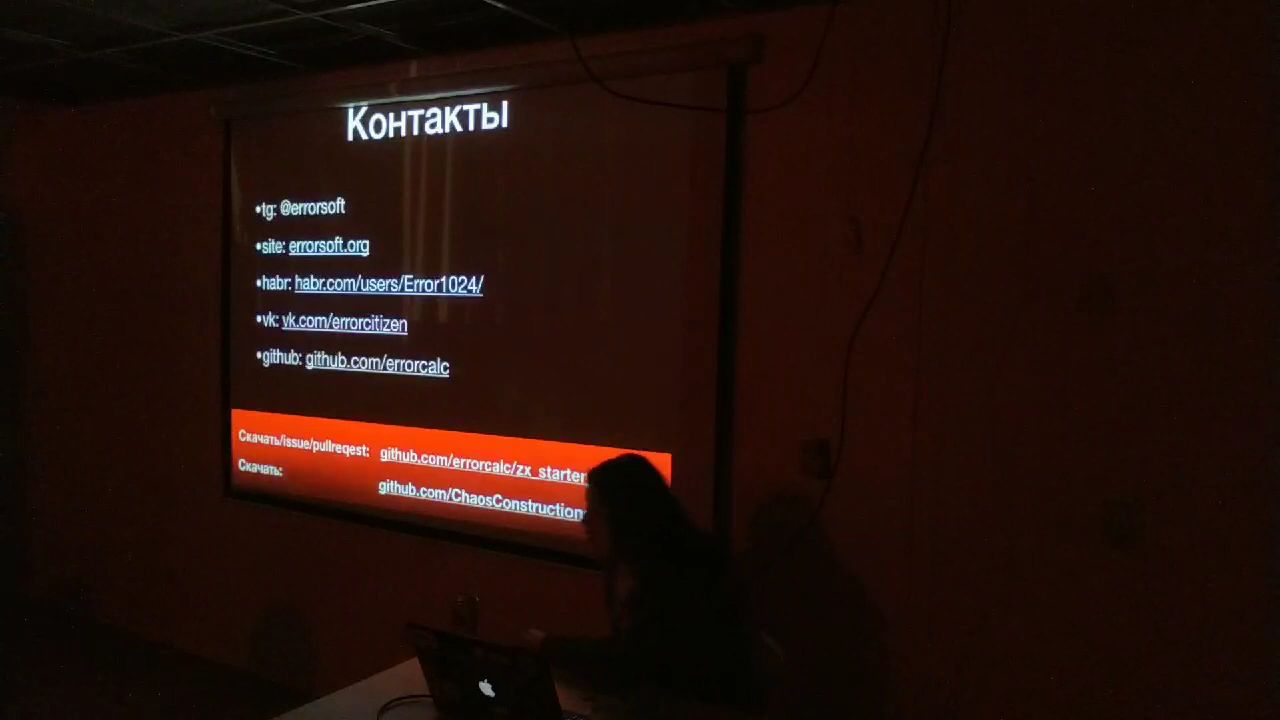 Контакты
•tg: @errorsoft
•site: errorsoft.org
•habr: habr.com/users/Error1024/
•vk: vk.com/errorcitizen
•github: github.com/errorcalc
Скачать/issue/pullreqest: github.com/errorcalc/zx_starter
Скачать:
github.com/ChaosConstruction